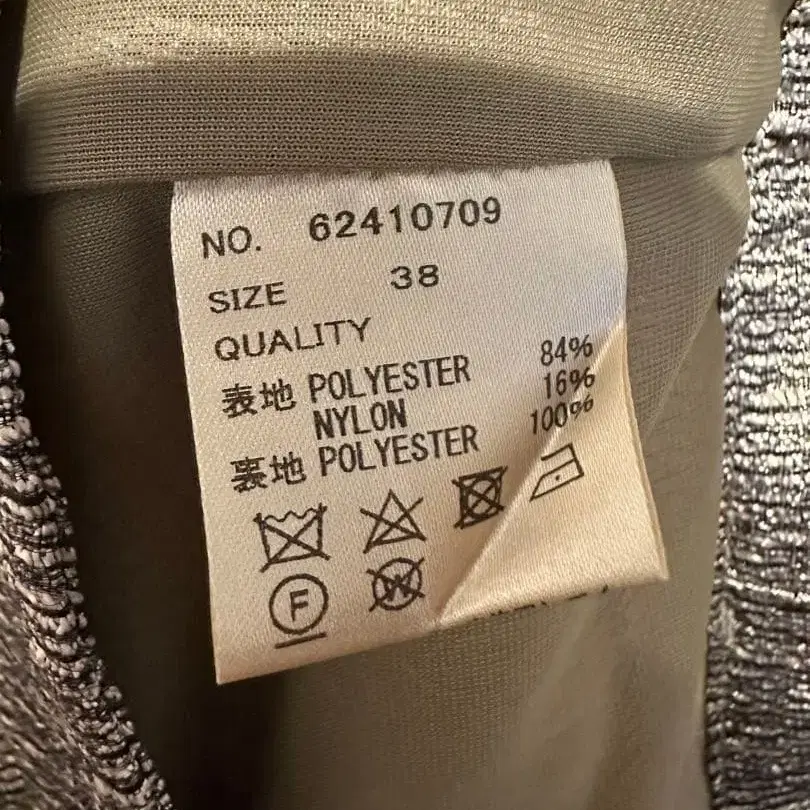 NO. 62410709
SIZE 38
QUALITY
表地 POLYESTER 84%
NYLON 16%
裏地 POLYESTER 100%
F W